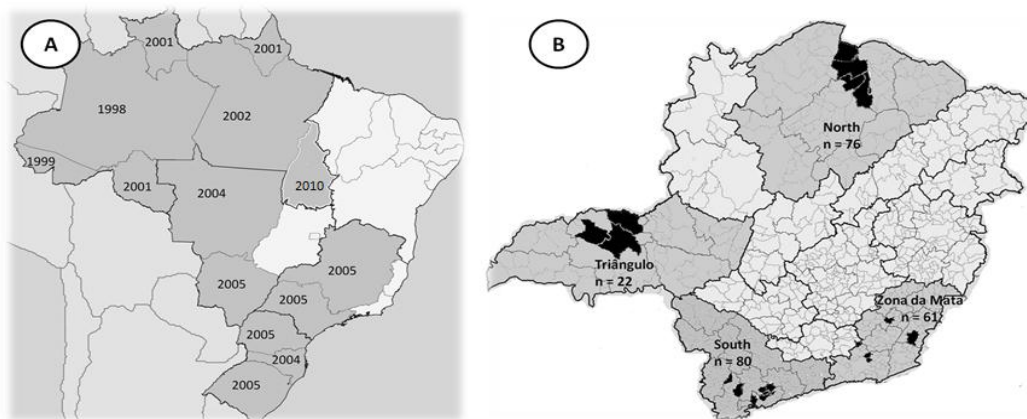 A
2001
2001
1998
2002
1999
2001
2004
2010
2005
2005
2005
2005
2004
2005
B
North
n = 76
Triângulo
n = 22
Zona da Mata
n = 61
South
n = 80